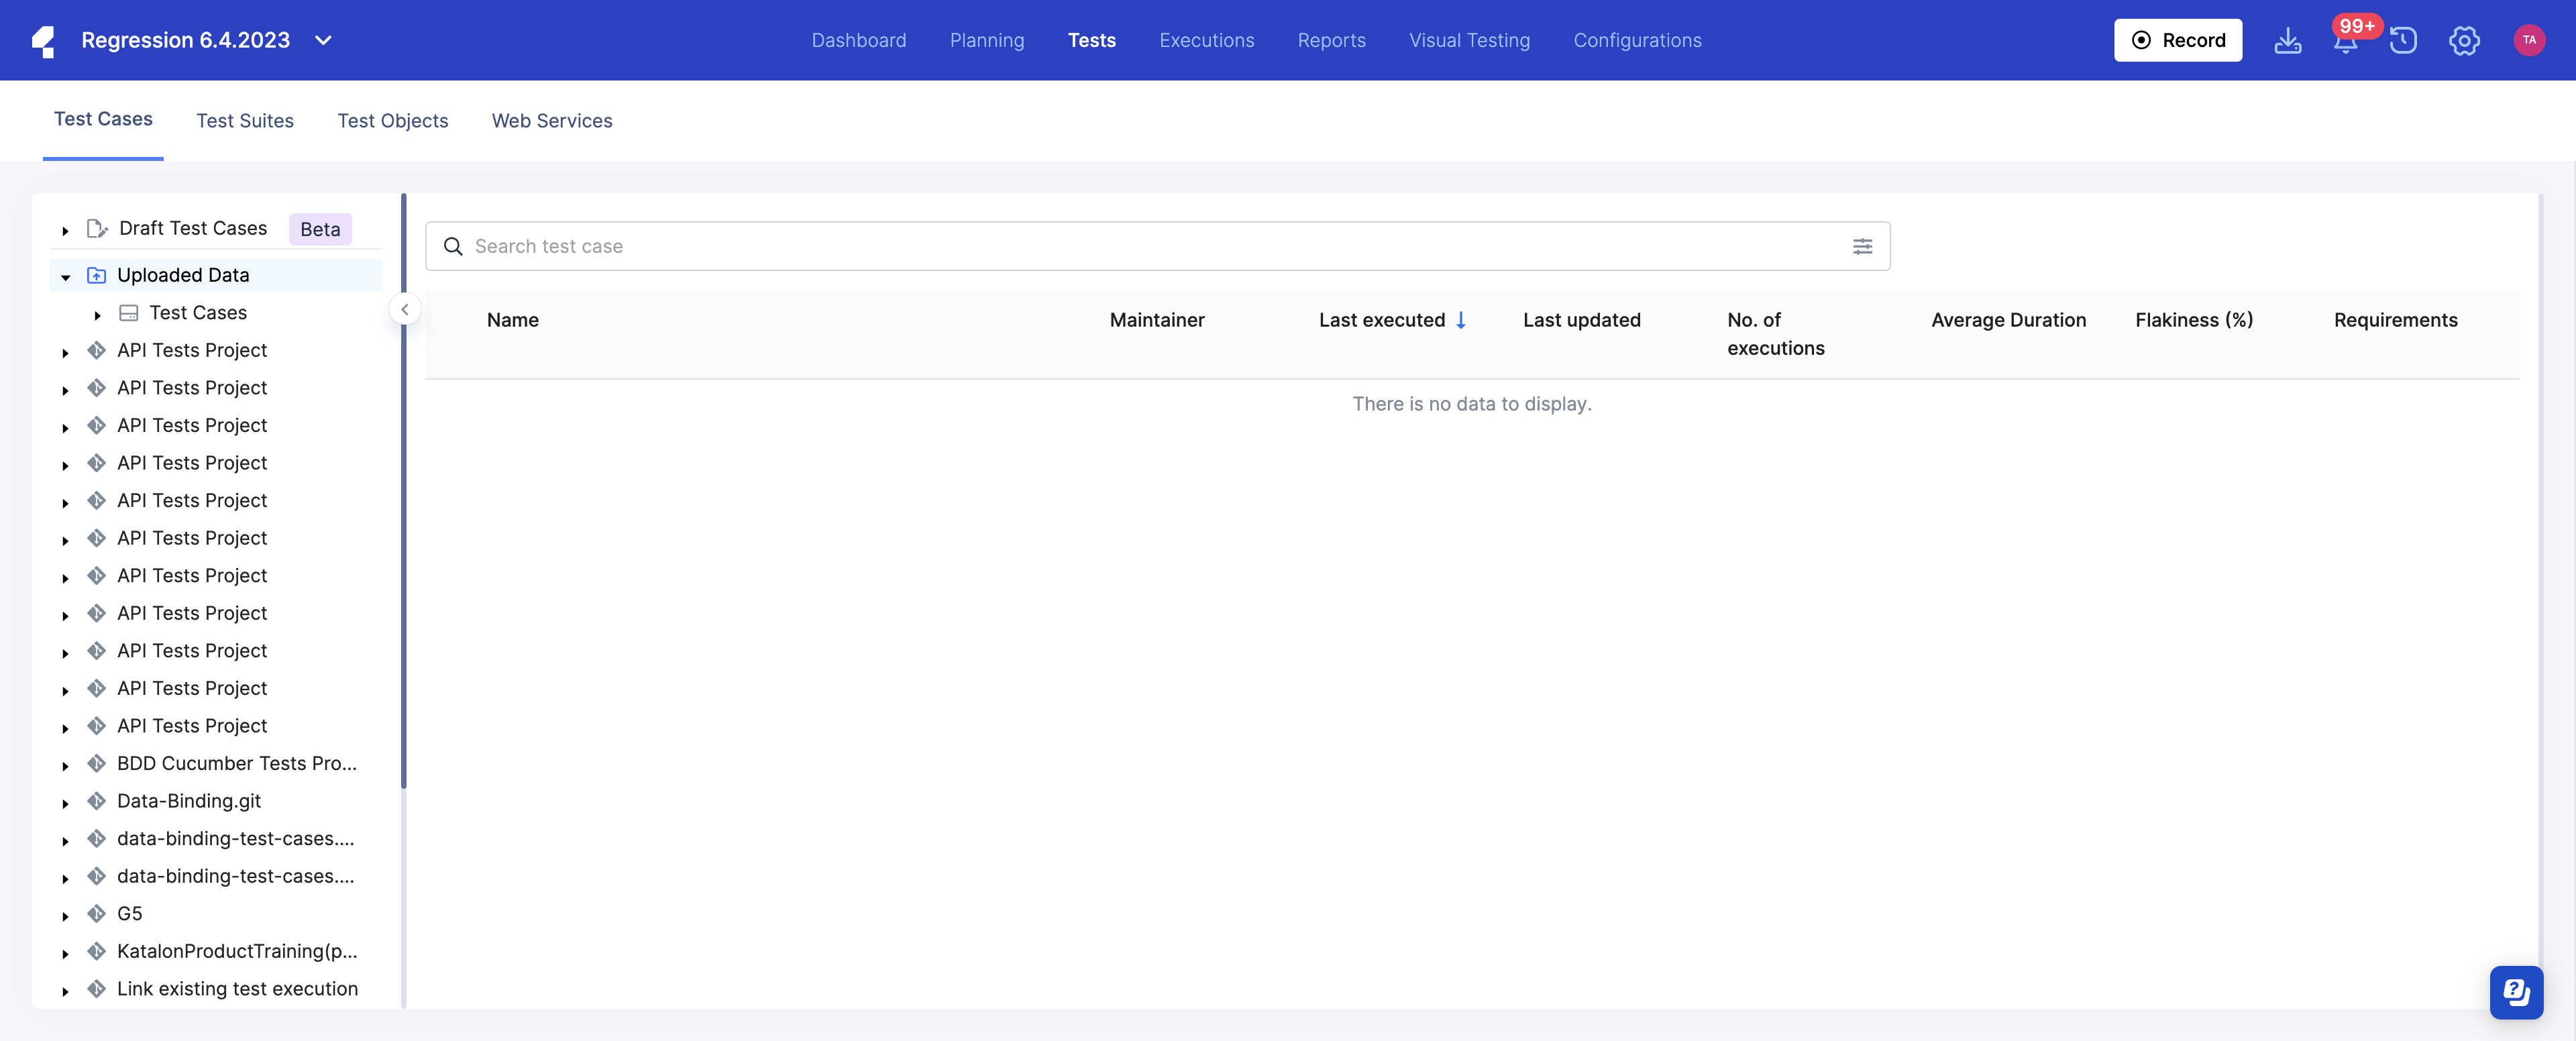 Regression 6.4.2023
Dashboard
Planning
Tests
Executions
Reports
Visual Testing
Configurations
Record
99+
TA
Test Cases
Test Suites
Test Objects
Web Services
Draft Test Cases
Beta
Uploaded Data
Test Cases
API Tests Project
API Tests Project
API Tests Project
API Tests Project
API Tests Project
API Tests Project
API Tests Project
API Tests Project
API Tests Project
API Tests Project
API Tests Project
BDD Cucumber Tests Pro...
Data-Binding.git
data-binding-test-cases....
data-binding-test-cases....
G5
KatalonProductTraining(p...
Link existing test execution
Search test case
Name
Maintainer
Last executed
Last updated
No. of
executions
Average Duration
Flakiness (%)
Requirements
There is no data to display.